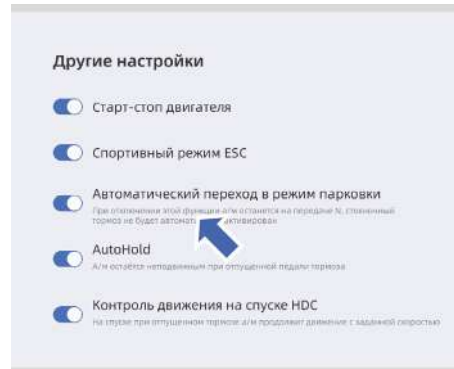 Другие настройки
Старт-стоп двигателя
Спортивный режим ESC
Автоматический переход в режим парковки
При отключении этой функции а/м останется на передаче N, стояночный
тормоз не будет активирован
AutoHold
А/м остаётся неподвижным при отпущенной педали тормоза
Контроль движения на спуске HDC
На спуске при отпущенном тормозе а/м продолжит движение с заданной скоростью